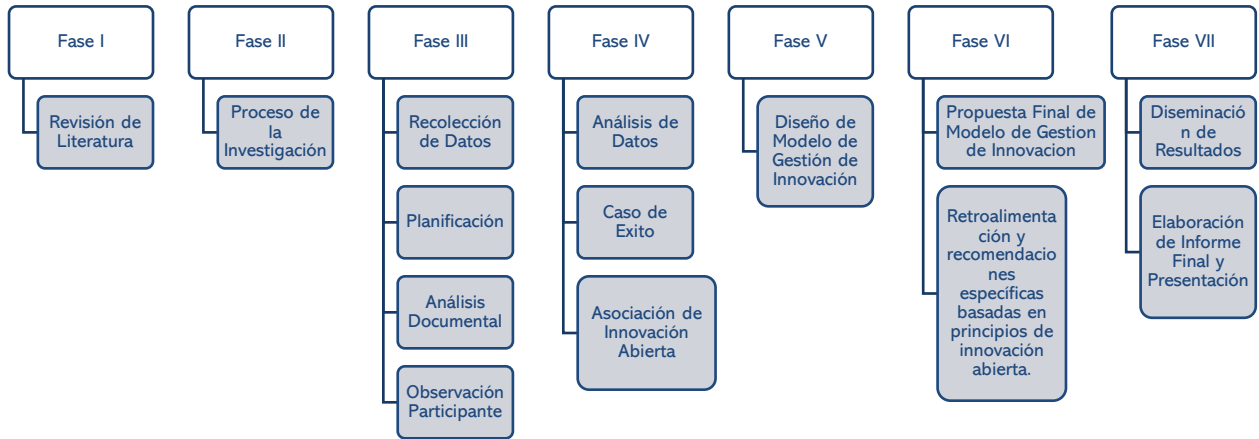 Fase I
Revisión de
Literatura
Fase II
Proceso de
la
Investigación
Fase III
Recolección
de Datos
Planificación
Análisis
Documental
Observación
Participante
Fase IV
Análisis de
Datos
Caso de
Exito
Asociación de
Innovación
Abierta
Fase V
Diseño de
Modelo de
Gestión de
Innovación
Fase VI
Propuesta Final de
Modelo de Gestion
de Innovacion
Retroalimenta
ción y
recomendacio
nes
específicas
basadas en
principios de
innovación
abierta.
Fase VII
Diseminació
n de
Resultados
Elaboración
de Informe
Final y
Presentación